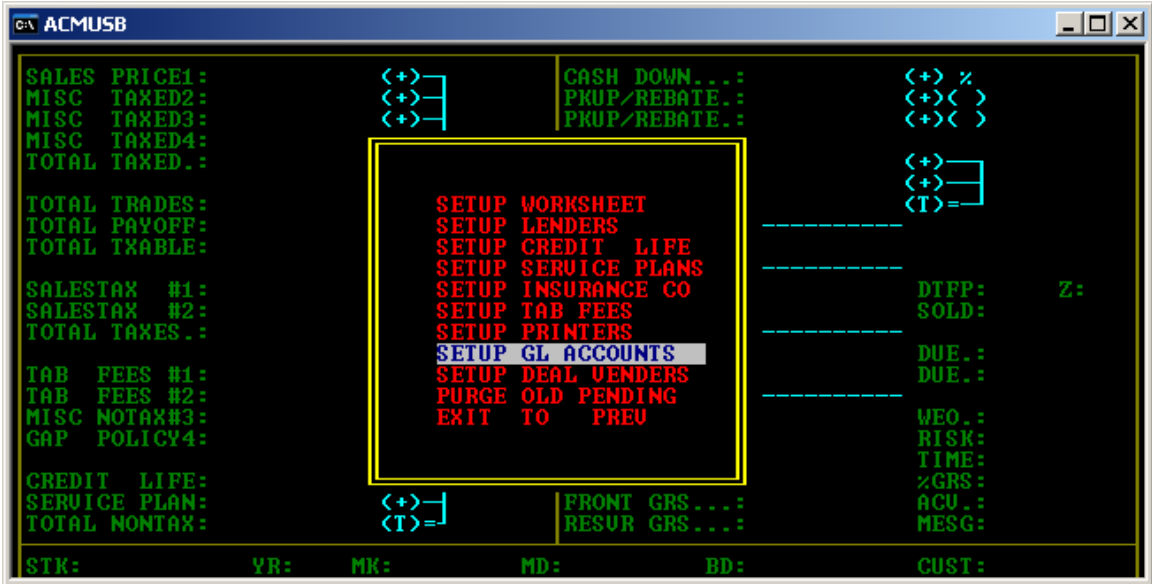 C:\ ACMUSB
SALES PRICE1: (+) CASH DOWN...: (+) %
MISC TAXED2: (+) PKUP/REBATE.: (+)( )
MISC TAXED3: (+) PKUP/REBATE.: (+)( )
MISC TAXED4:
TOTAL TAXED.: (+)
(+)
TOTAL TRADES: SETUP WORKSHEET (T)=
TOTAL PAYOFF: SETUP LENDERS ----------
TOTAL TXABLE: SETUP CREDIT LIFE
SETUP SERVICE PLANS ----------
SALESTAX #1: SETUP INSURANCE CO DTFP: Z:
SALESTAX #2: SETUP TAB FEES SOLD:
TOTAL TAXES.: SETUP PRINTERS ----------
SETUP GL ACCOUNTS DUE.:
TAB FEES #1: SETUP DEAL VENDERS DUE.:
TAB FEES #2: PURGE OLD PENDING ----------
MISC NOTAX#3: EXIT TO PREV WEO.:
GAP POLICY4: RISK:
TIME:
CREDIT LIFE: %GRS:
SERVICE PLAN: (+) FRONT GRS...: ACV.:
TOTAL NONTAX: (T)= RESVR GRS...: MESG:
STK: YR: MK: MD: BD: CUST: